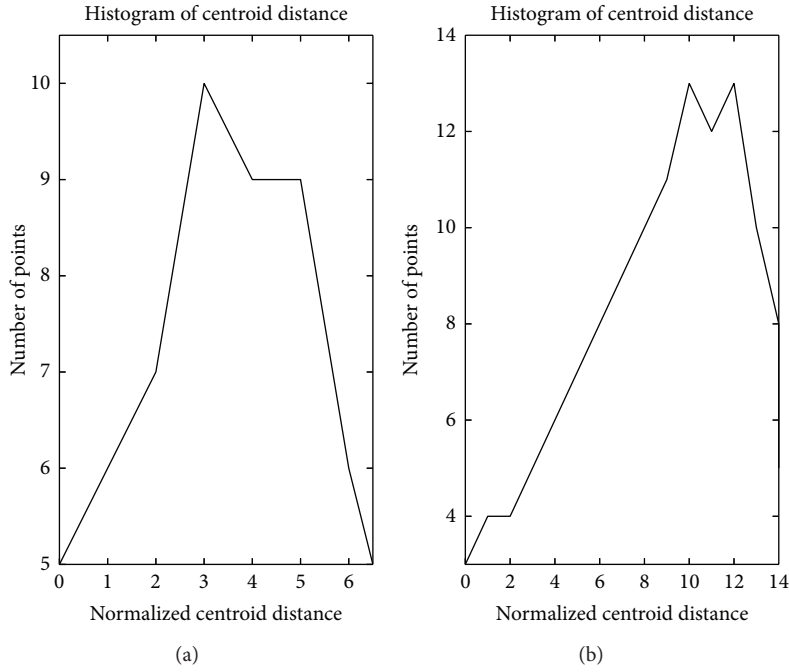 Histogram of centroid distance
10
9
8
7
6
5
0 1 2 3 4 5 6
Number of points
Normalized centroid distance
(a)
Histogram of centroid distance
14
12
10
8
6
4
0 2 4 6 8 10 12 14
Number of points
Normalized centroid distance
(b)